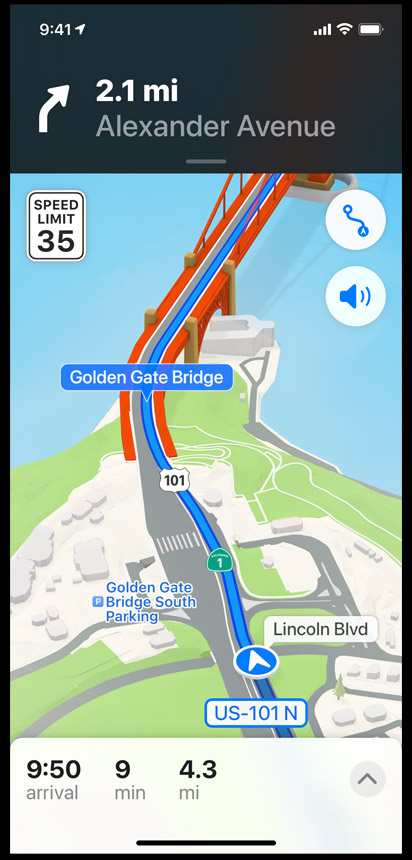 9:41
2.1 mi
Alexander Avenue
SPEED
LIMIT
35
Golden Gate Bridge
101
CALIFORNIA
1
Golden Gate
P Bridge South
Parking
Lincoln Blvd
US-101 N
9:50 9 4.3
arrival min mi